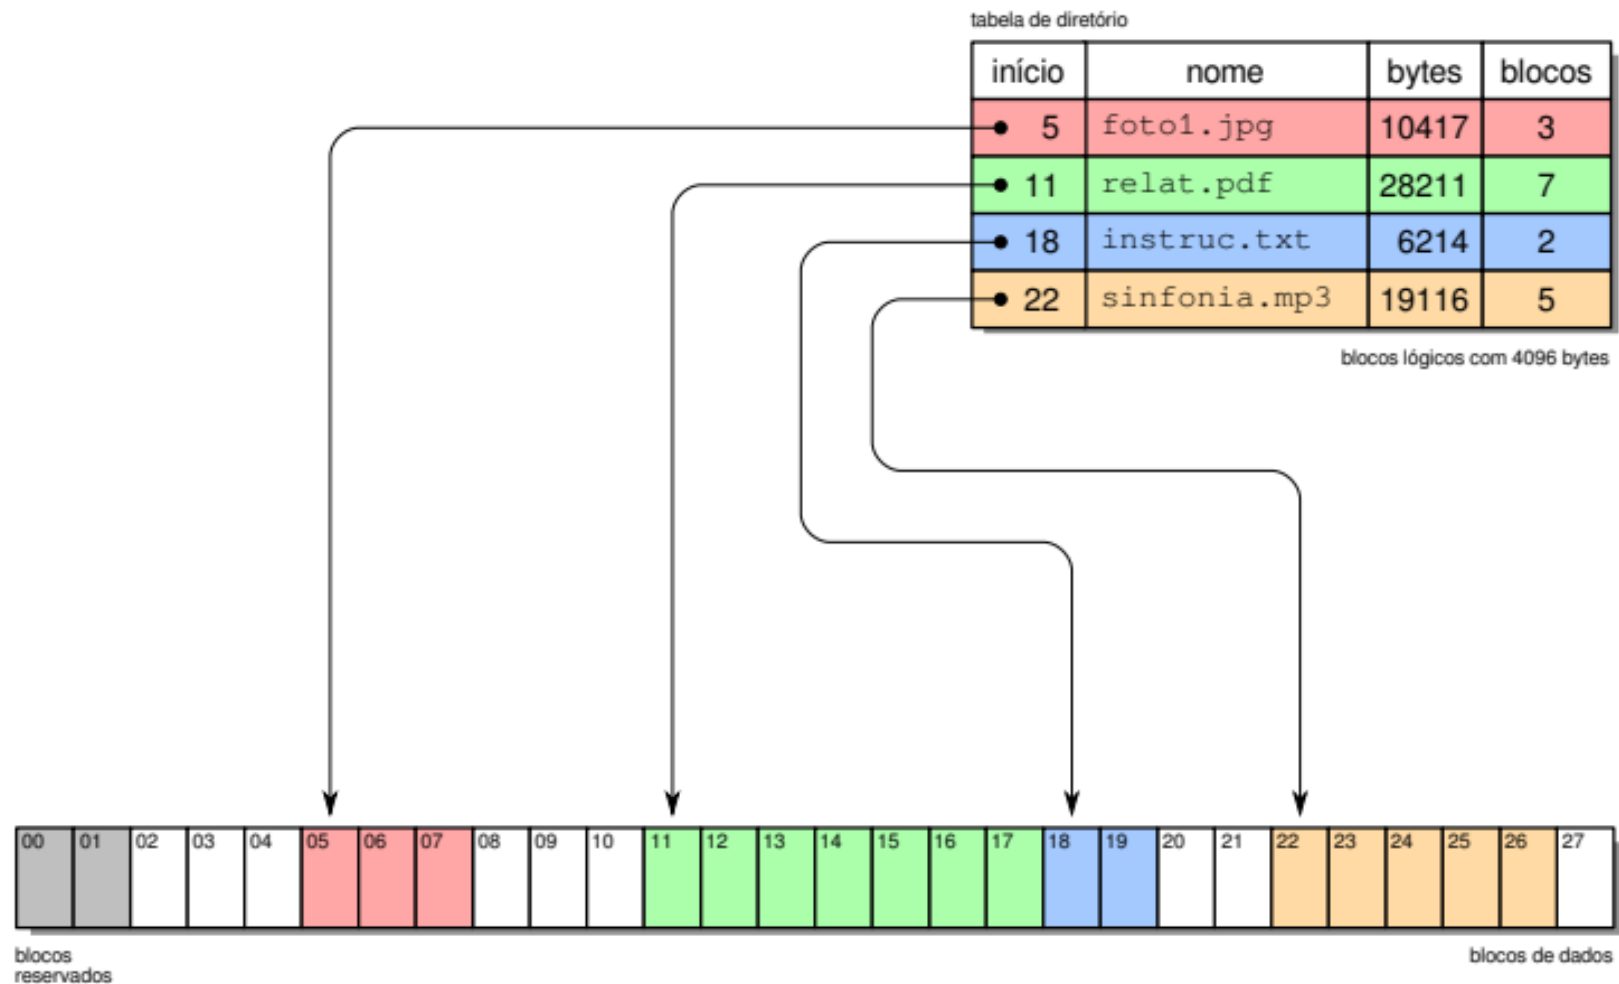 tabela de diretório
início nome bytes blocos
5 foto1.jpg 10417 3
11 relat.pdf 28211 7
18 instruc.txt 6214 2
22 sinfonia.mp3 19116 5
blocos lógicos com 4096 bytes
00 01 02 03 04 05 06 07 08 09 10 11 12 13 14 15 16 17 18 19 20 21 22 23 24 25 26 27
blocos
reservados
blocos de dados